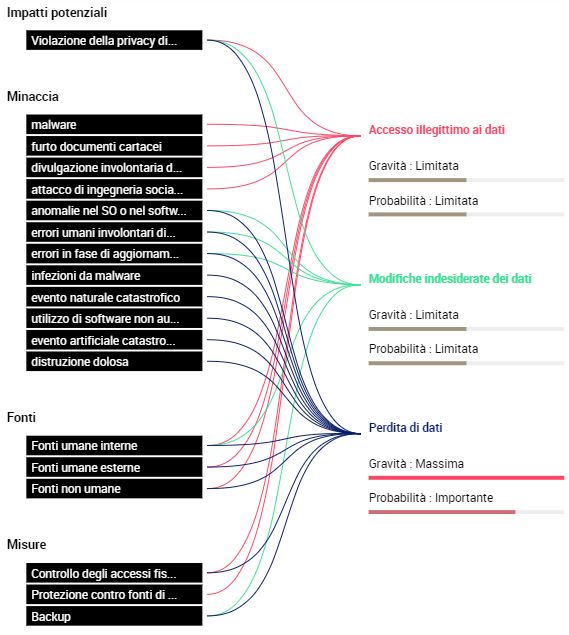 Impatti potenziali
Violazione della privacy di...
Minaccia
malware
furto documenti cartacei
divulgazione involontaria d...
attacco di ingegneria socia...
anomalie nel SO o nel softw...
errori umani involontari di...
errori in fase di aggiornam...
infezioni da malware
evento naturale catastrofico
utilizzo di software non au...
evento artificiale catastro...
distruzione dolosa
Fonti
Fonti umane interne
Fonti umane esterne
Fonti non umane
Misure
Controllo degli accessi fis...
Protezione contro fonti di ...
Backup
Accesso illegittimo ai dati
Gravità : Limitata
Probabilità : Limitata
Modifiche indesiderate dei dati
Gravità : Limitata
Probabilità : Limitata
Perdita di dati
Gravità : Massima
Probabilità : Importante